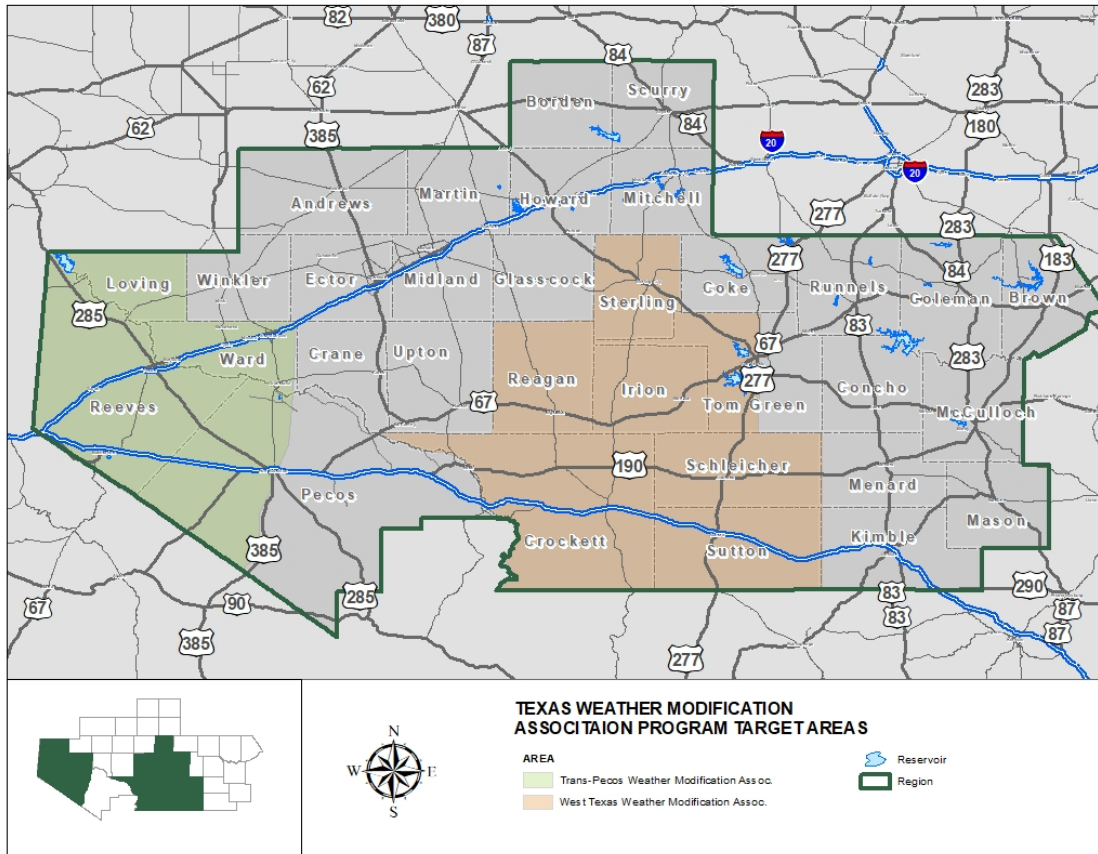 82
380
87
84
62
283
Scurry
Borden
62
385
84
180
20
20
Martin
Howard
Mitchell
Andrews
277
283
183
277
Loving
Winkler
Ector
Midland
Glasscock
Coke
84
Runnels
Coleman
Brown
Sterling
285
83
67
Ward
Crane
Upton
283
Reagan
Irion
277
Concho
Reeves
67
Tom Green
McCulloch
190
Schleicher
Menard
Pecos
Mason
Crockett
Sutton
Kimble
385
290
83
285
90
67
83
87
385
87
277
TEXAS WEATHER MODIFICATION
ASSOCITAION PROGRAM TARGET AREAS
N
W
E
S
AREA
Trans-Pecos Weather Modification Assoc.
West Texas Weather Modification Assoc.
Reservoir
Region